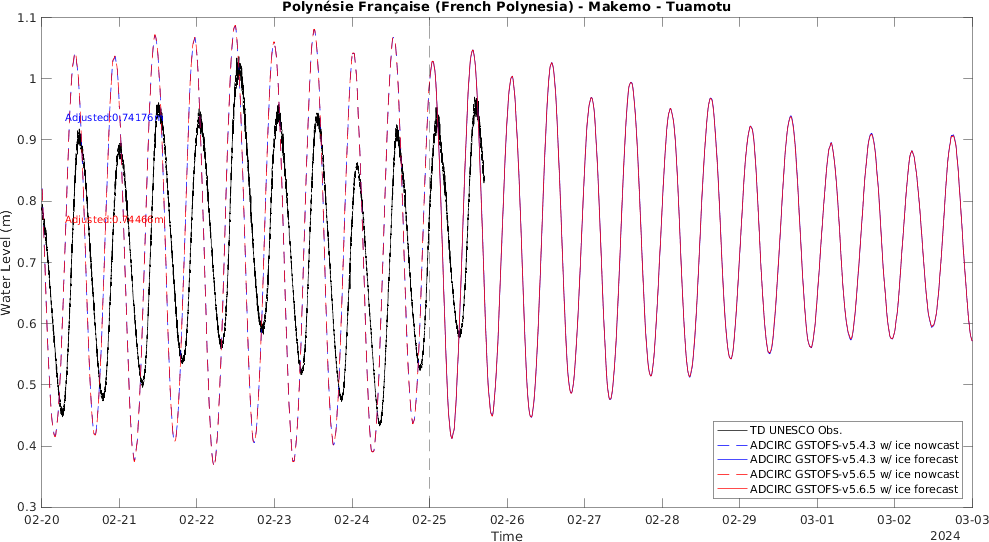 Polynésie Française (French Polynesia) - Makemo - Tuamotu
Water Level (m)
1.1
1
0.9
0.8
0.7
0.6
0.5
0.4
0.3
Adjusted:0.74176m
Adjusted:0.74466m
TD UNESCO Obs.
ADCIRC GSTOFS-v5.4.3 w/ ice nowcast
ADCIRC GSTOFS-v5.4.3 w/ ice forecast
ADCIRC GSTOFS-v5.6.5 w/ ice nowcast
ADCIRC GSTOFS-v5.6.5 w/ ice forecast
02-20 02-21 02-22 02-23 02-24 02-25 02-26 02-27 02-28 02-29 03-01 03-02 03-03
Time
2024